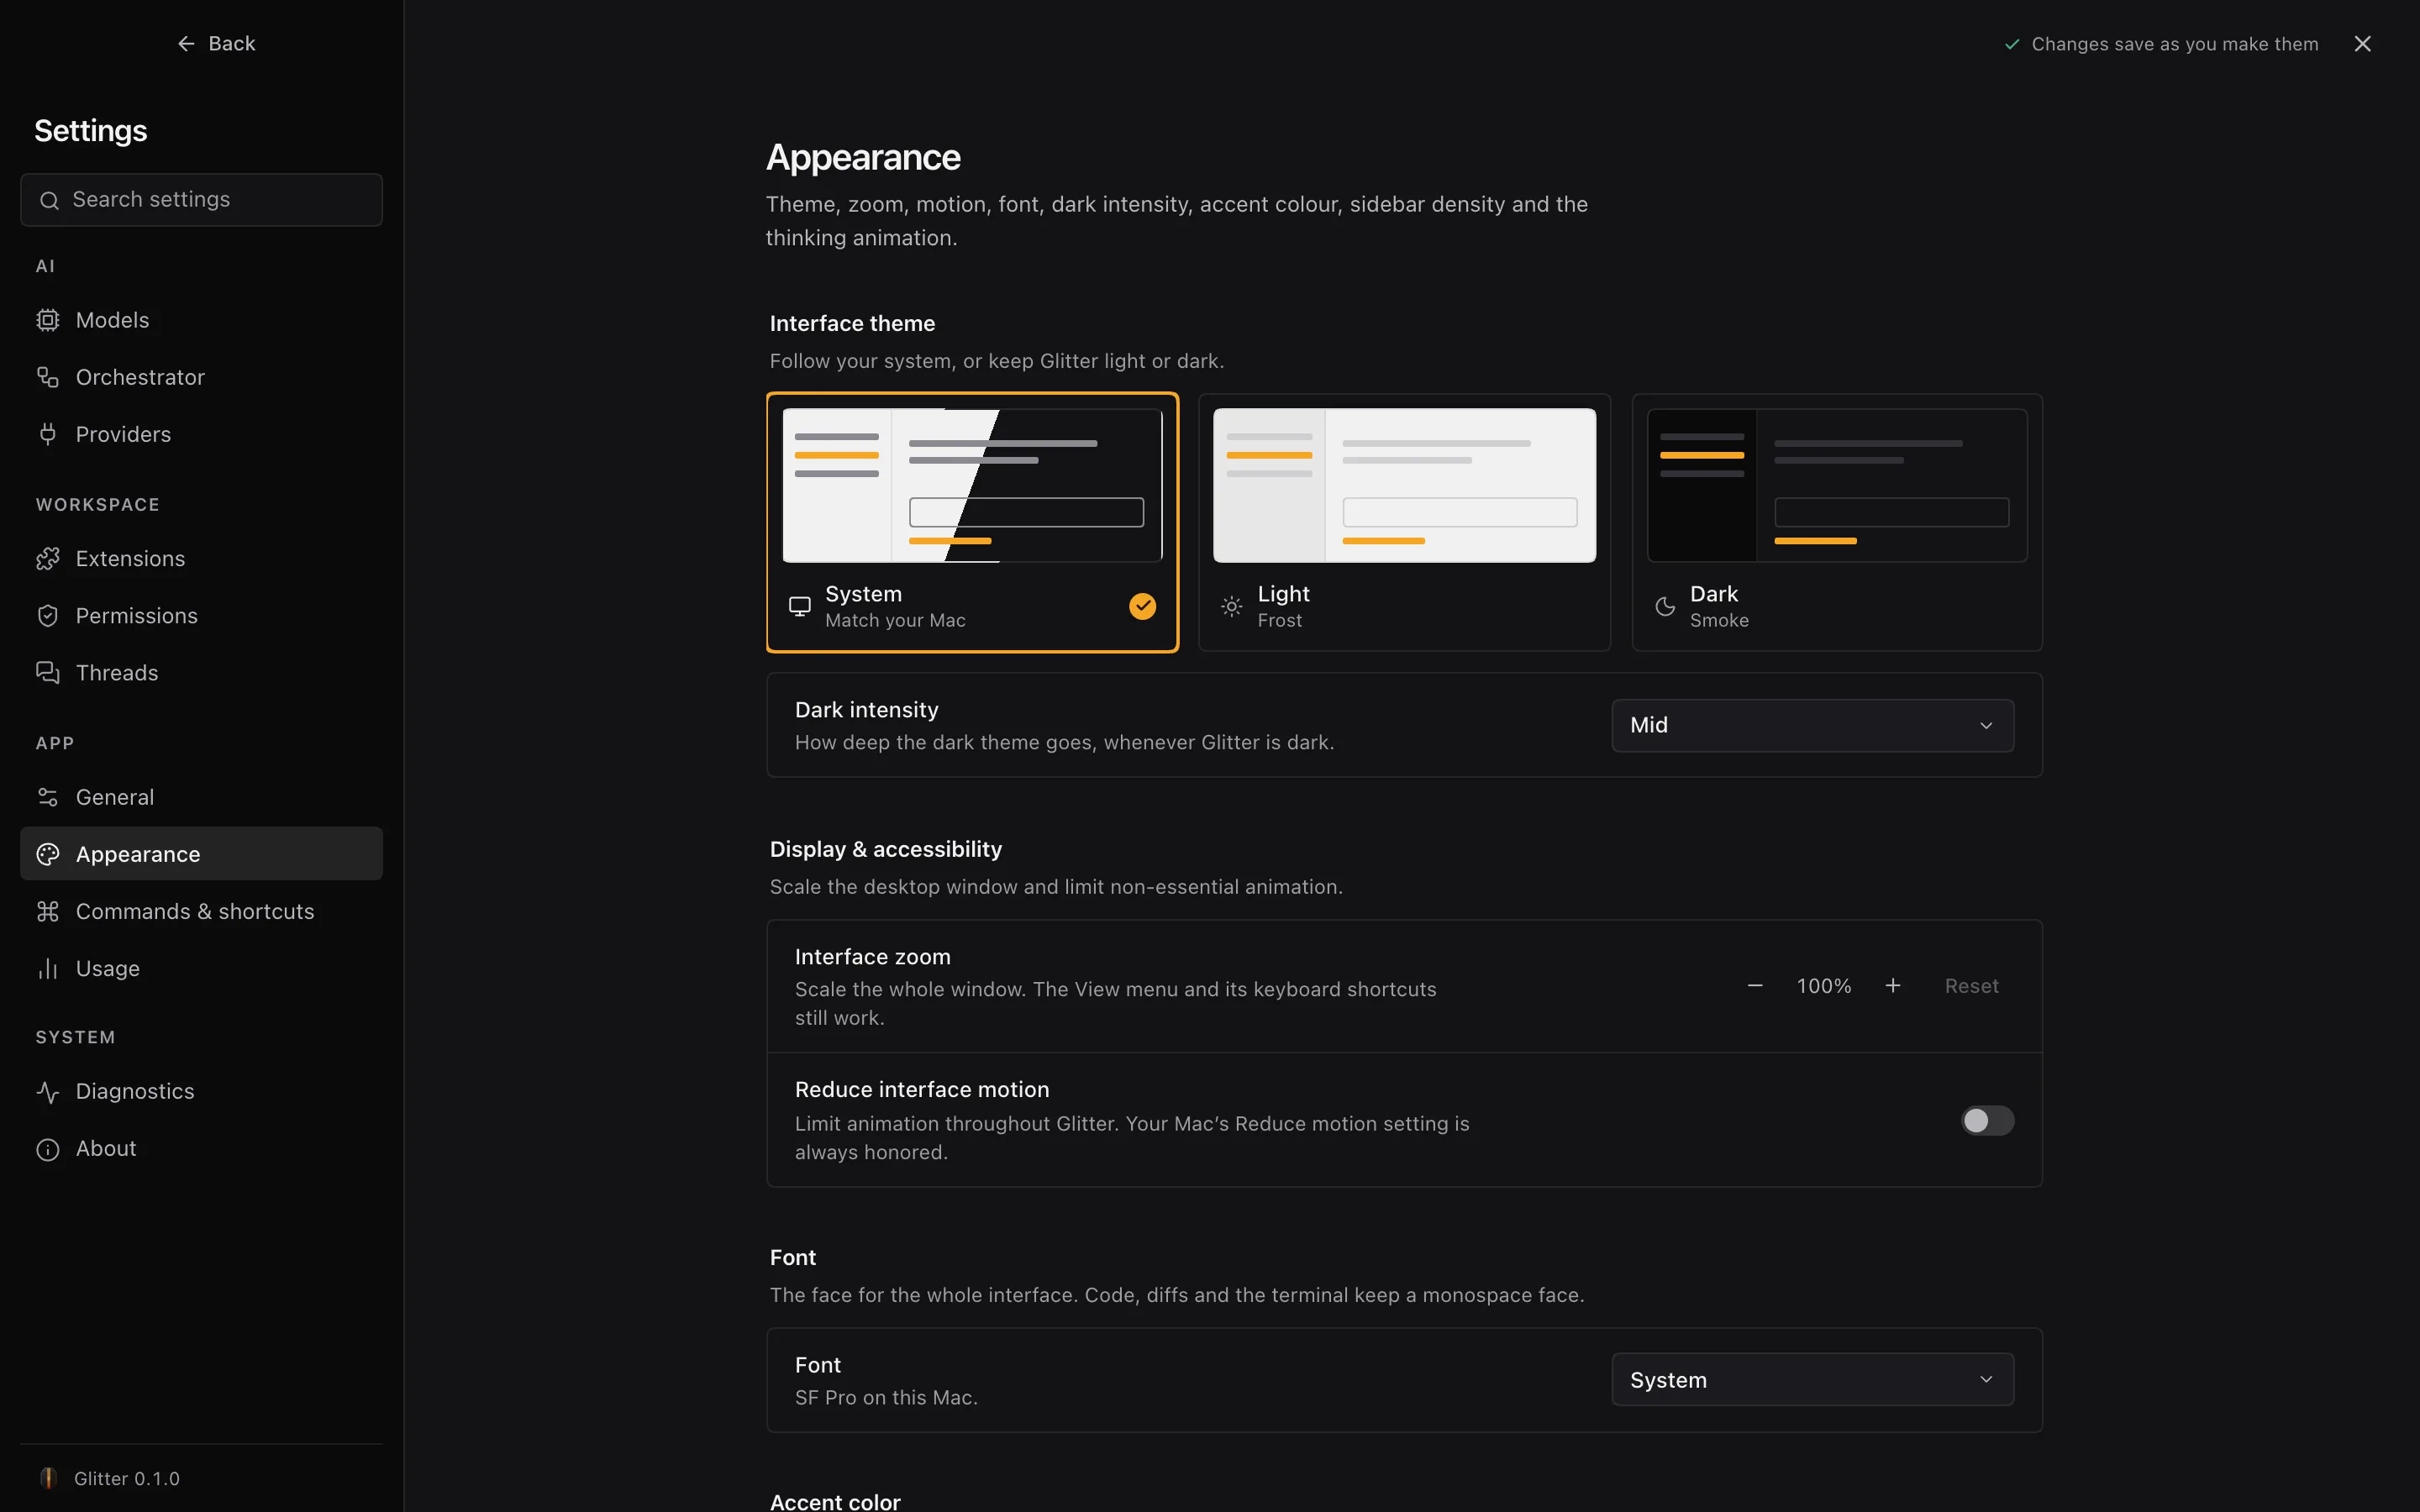 Back
Changes save as you make them
Settings
Search settings
AI
Models
Orchestrator
Providers
WORKSPACE
Extensions
Permissions
Threads
APP
General
Appearance
Commands & shortcuts
Usage
SYSTEM
Diagnostics
About
Glitter 0.1.0
Appearance
Theme, zoom, motion, font, dark intensity, accent colour, sidebar density and the
thinking animation.
Interface theme
Follow your system, or keep Glitter light or dark.
System
Match your Mac
Light
Frost
Dark
Smoke
Dark intensity
How deep the dark theme goes, whenever Glitter is dark.
Mid
Display & accessibility
Scale the desktop window and limit non-essential animation.
Interface zoom
Scale the whole window. The View menu and its keyboard shortcuts
still work.
100%
Reset
Reduce interface motion
Limit animation throughout Glitter. Your Mac’s Reduce motion setting is
always honored.
Font
The face for the whole interface. Code, diffs and the terminal keep a monospace face.
Font
SF Pro on this Mac.
System
Accent color